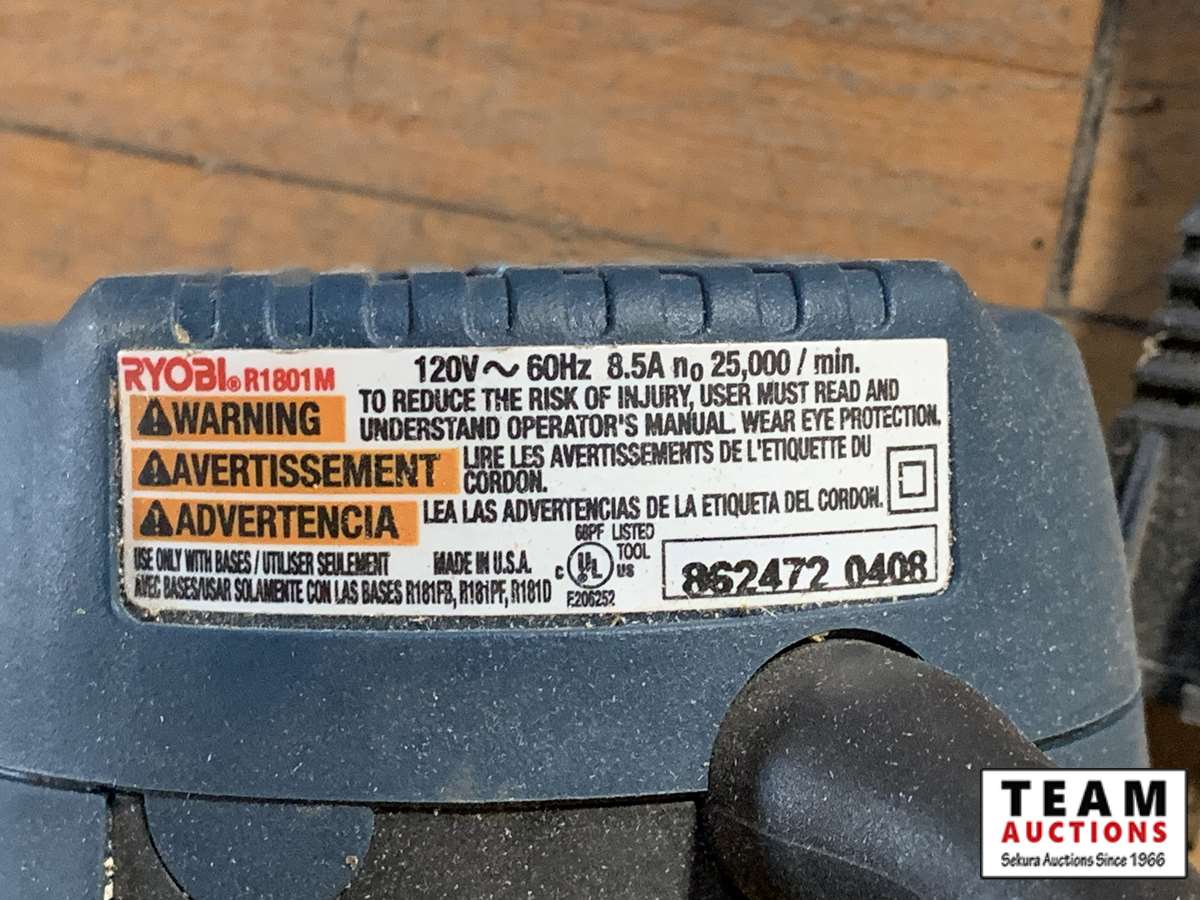 RYOBI® R1801M
120V ~ 60Hz 8.5A no 25,000 / min.
WARNING
TO REDUCE THE RISK OF INJURY, USER MUST READ AND
UNDERSTAND OPERATOR'S MANUAL. WEAR EYE PROTECTION.
AVERTISSEMENT
LIRE LES AVERTISSEMENTS DE L'ETIQUETTE DU
CORDON.
ADVERTENCIA
LEA LAS ADVERTENCIAS DE LA ETIQUETA DEL CORDON.
USE ONLY WITH BASES / UTILISER SEULEMENT
AVEC BASES/USAR SOLAMENTE CON LAS BASES R181FB, R181PF, R181D
MADE IN U.S.A.
68PF LISTED
TOOL
C UL ® US
E206252
862472 0408
TEAM
AUCTIONS
Sekura Auctions Since 1966